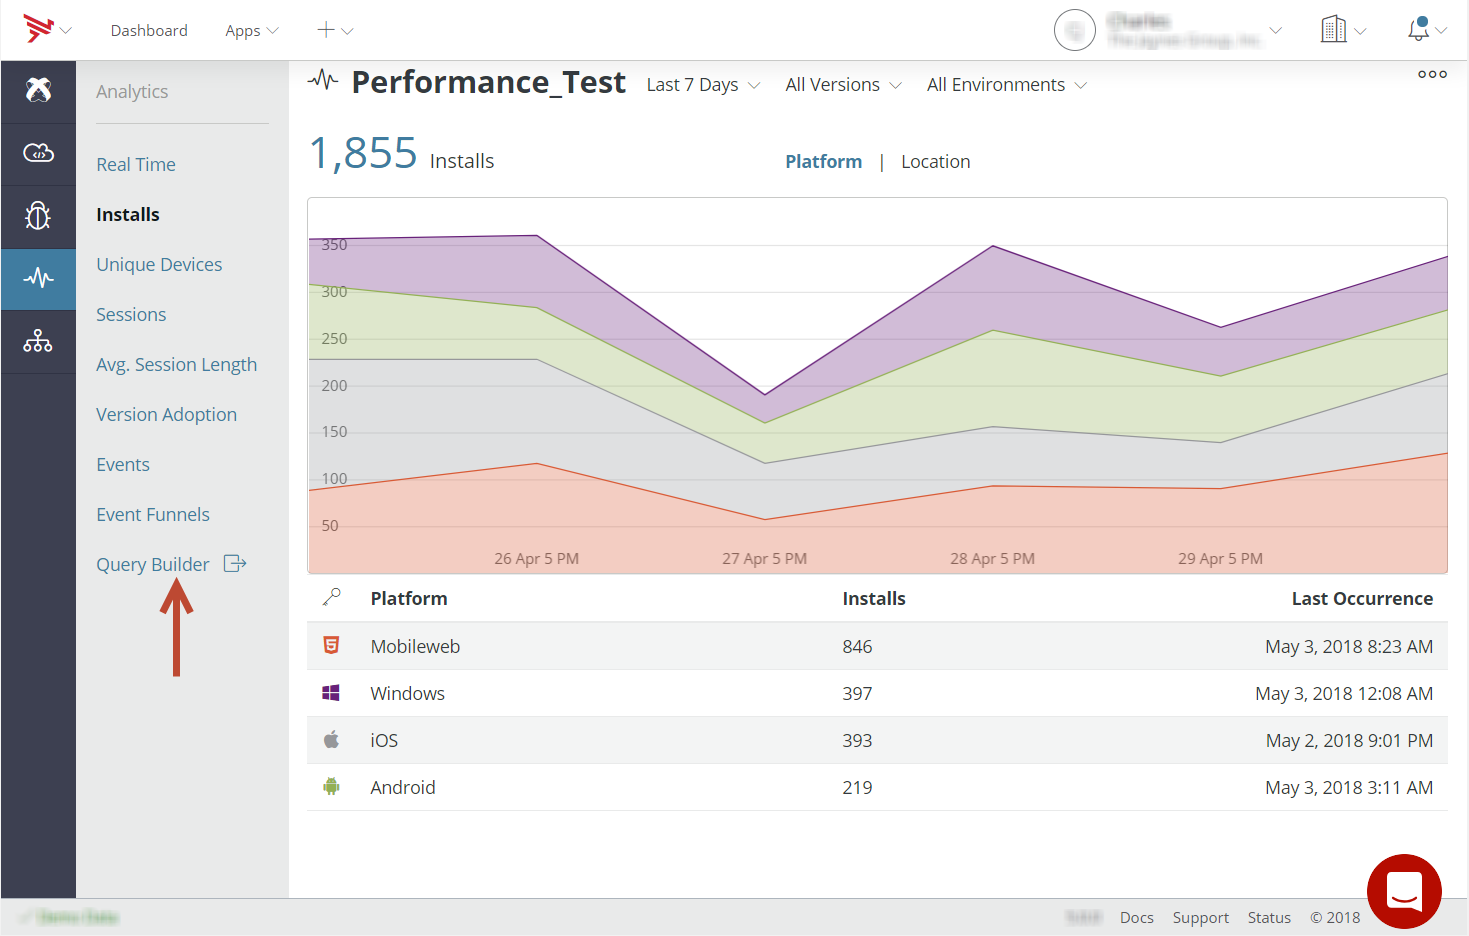 Dashboard Apps
Analytics
Real Time
Installs
Unique Devices
Sessions
Avg. Session Length
Version Adoption
Events
Event Funnels
Query Builder
Performance_Test Last 7 Days All Versions All Environments
1,855 Installs Platform | Location
350
300
250
200
150
100
50
26 Apr 5 PM 27 Apr 5 PM 28 Apr 5 PM 29 Apr 5 PM
Platform Installs Last Occurrence
Mobileweb 846 May 3, 2018 8:23 AM
Windows 397 May 3, 2018 12:08 AM
iOS 393 May 2, 2018 9:01 PM
Android 219 May 3, 2018 3:11 AM
Docs Support Status © 2018